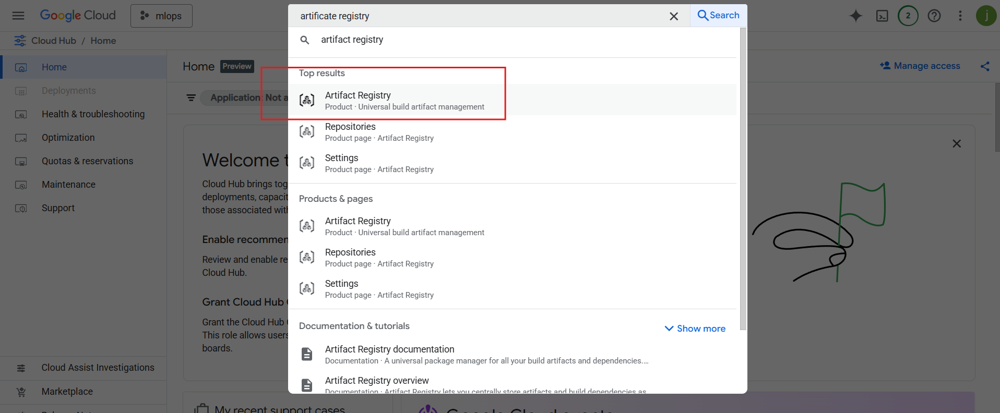 Google Cloud
mlops
artificate registry
Search
2
j
Cloud Hub / Home
artifact registry
Home
Deployments
Health & troubleshooting
Optimization
Quotas & reservations
Maintenance
Support
Cloud Assist Investigations
Marketplace
Home Preview
Manage access
Application: Not a
Welcome t
Cloud Hub brings tog
deployments, capacit
those associated with
Enable recommen
Review and enable re
Cloud Hub.
Grant Cloud Hub
Grant the Cloud Hub
This role allows users
boards.
My recent support cases
Google Cloud events
Top results
Artifact Registry
Product · Universal build artifact management
Repositories
Product page · Artifact Registry
Settings
Product page · Artifact Registry
Products & pages
Artifact Registry
Product · Universal build artifact management
Repositories
Product page · Artifact Registry
Settings
Product page · Artifact Registry
Documentation & tutorials
Show more
Artifact Registry documentation
Documentation · A universal package manager for all your build artifacts and dependencies....
Artifact Registry overview
Documentation · Artifact Registry lets you centrally store artifacts and build dependencies as